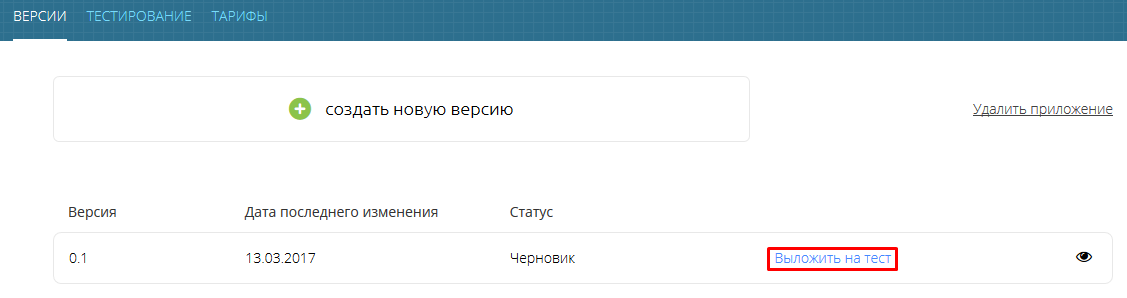 ВЕРСИИ ТЕСТИРОВАНИЕ ТАРИФЫ
создать новую версию
Удалить приложение
Версия Дата последнего изменения Статус
0.1 13.03.2017 Черновик Выложить на тест